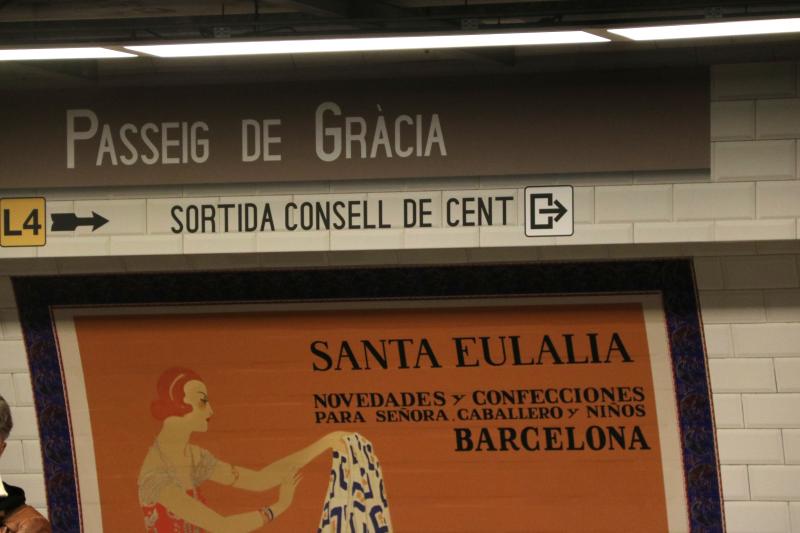 PASSEIG DE GRÀCIA
L4 SORTIDA CONSELL DE CENT
SANTA EULALIA
NOVEDADES Y CONFECCIONES
PARA SEÑORA, CABALLERO Y NIÑOS
BARCELONA